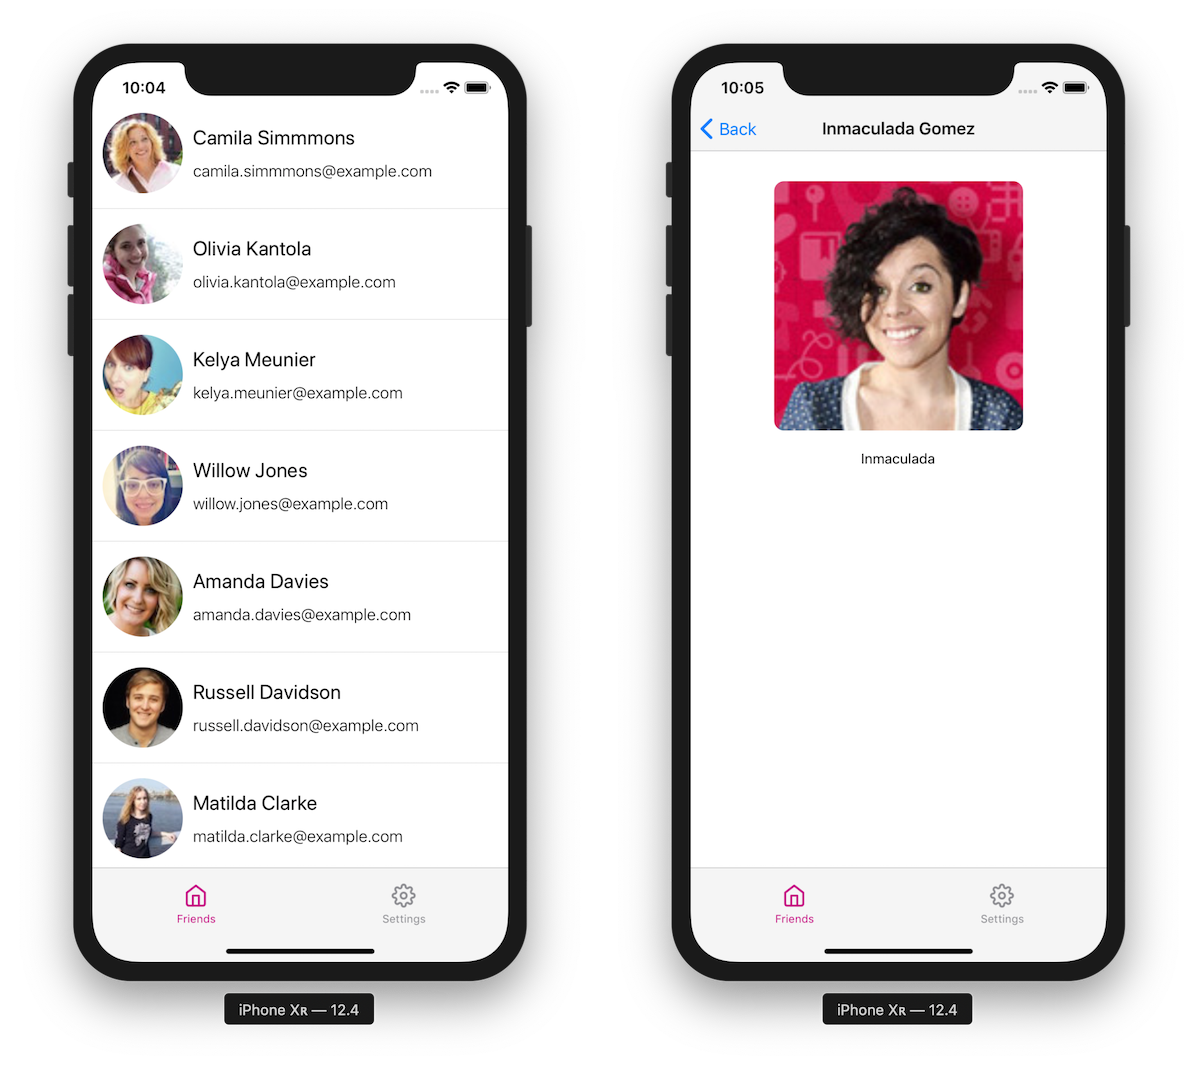 10:04
Camila Simmmons
camila.simmmons@example.com
Olivia Kantola
olivia.kantola@example.com
Kelya Meunier
kelya.meunier@example.com
Willow Jones
willow.jones@example.com
Amanda Davies
amanda.davies@example.com
Russell Davidson
russell.davidson@example.com
Matilda Clarke
matilda.clarke@example.com
Friends
Settings
iPhone Xʀ — 12.4
10:05
Back
Inmaculada Gomez
Inmaculada
Friends
Settings
iPhone Xʀ — 12.4